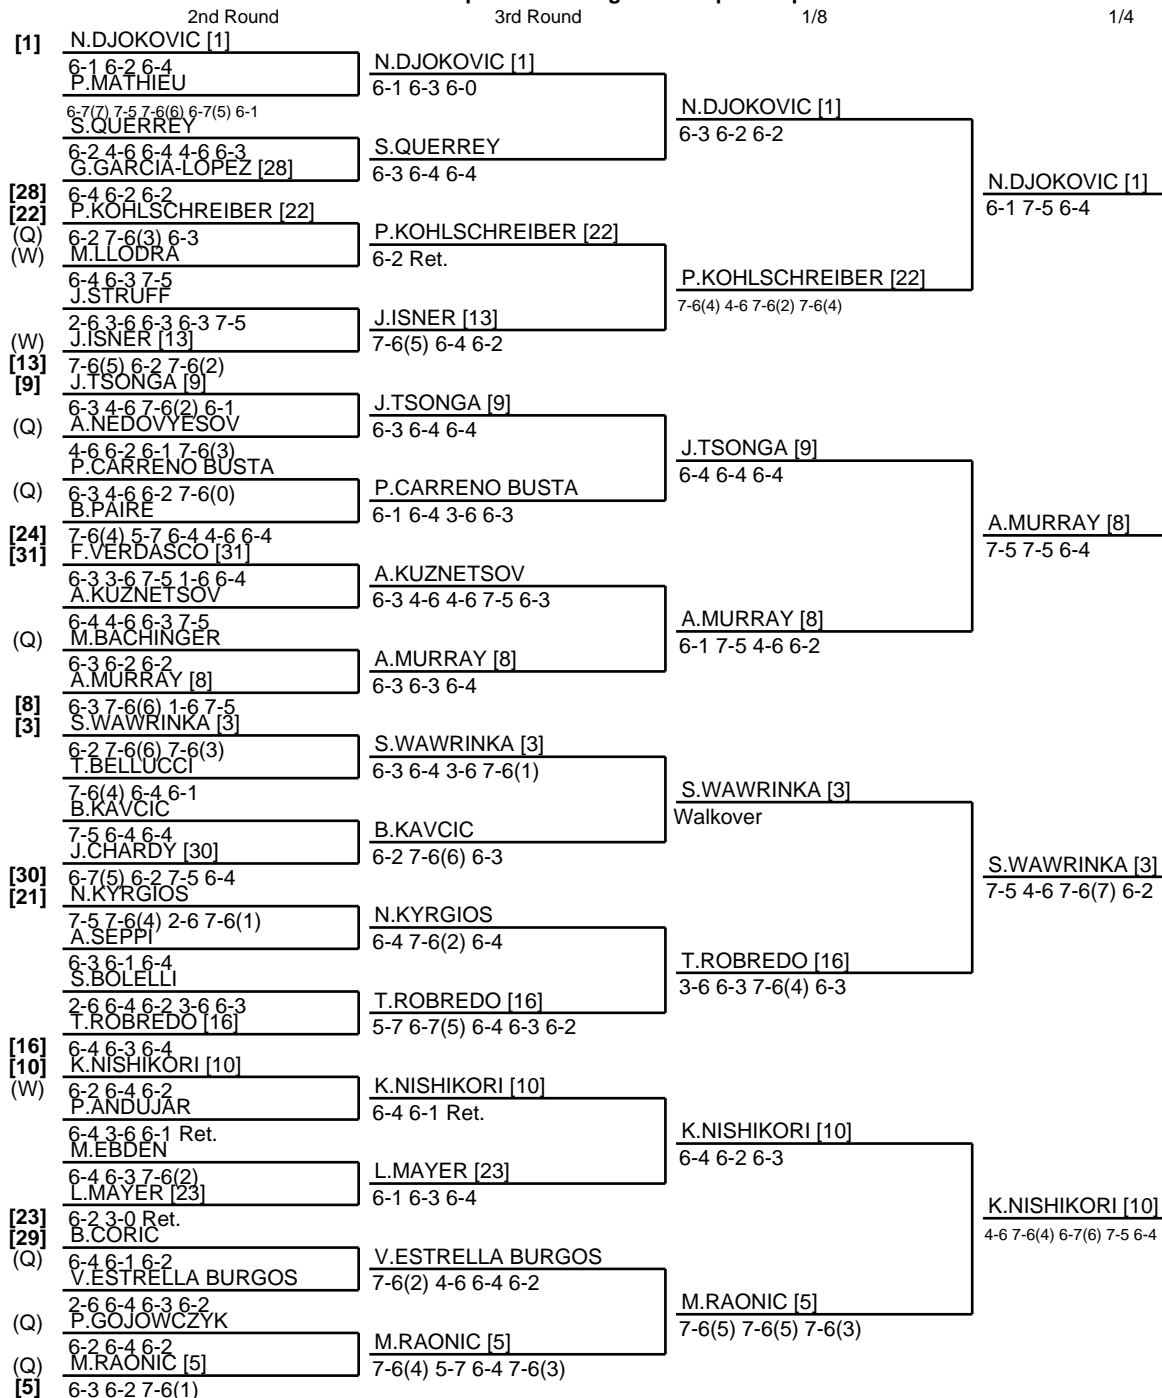 2nd Round
3rd Round
1/8
1/4
[1]
N.DJOKOVIC [1]
6-1 6-2 6-4
P.MATHIEU
6-7(7) 7-5 7-6(6) 6-7(5) 6-1
S.QUERREY
6-2 4-6 6-4 4-6 6-3
G.GARCIA-LOPEZ [28]
[28]
6-4 6-2 6-2
[22]
P.KOHLSCHREIBER [22]
(Q)
6-2 7-6(3) 6-3
(W)
M.LLODRA
6-4 6-3 7-5
J.STRUFF
2-6 3-6 6-3 6-3 7-5
(W)
J.ISNER [13]
[13]
7-6(5) 6-2 7-6(2)
[9]
J.TSONGA [9]
6-3 4-6 7-6(2) 6-1
(Q)
A.NEDOVYESOV
4-6 6-2 6-1 7-6(3)
P.CARRENO BUSTA
(Q)
6-3 4-6 6-2 7-6(0)
B.PAIRE
[24]
7-6(4) 5-7 6-4 4-6 6-4
[31]
F.VERDASCO [31]
6-3 3-6 7-5 1-6 6-4
A.KUZNETSOV
6-4 4-6 6-3 7-5
(Q)
M.BACHINGER
6-3 6-2 6-2
A.MURRAY [8]
[8]
6-3 7-6(6) 1-6 7-5
[3]
S.WAWRINKA [3]
6-2 7-6(6) 7-6(3)
T.BELLUCCI
7-6(4) 6-4 6-1
B.KAVCIC
7-5 6-4 6-4
J.CHARDY [30]
[30]
6-7(5) 6-2 7-5 6-4
[21]
N.KYRGIOS
7-5 7-6(4) 2-6 7-6(1)
A.SEPPI
6-3 6-1 6-4
S.BOLELLI
2-6 6-4 6-2 3-6 6-3
T.ROBREDO [16]
[16]
6-4 6-3 6-4
[10]
K.NISHIKORI [10]
(W)
6-2 6-4 6-2
P.ANDUJAR
6-4 3-6 6-1 Ret.
M.EBDEN
6-4 6-3 7-6(2)
L.MAYER [23]
[23]
6-2 3-0 Ret.
[29]
B.CORIC
(Q)
6-4 6-1 6-2
V.ESTRELLA BURGOS
2-6 6-4 6-3 6-2
(Q)
P.GOJOWCZYK
6-2 6-4 6-2
(Q)
M.RAONIC [5]
[5]
6-3 6-2 7-6(1)
N.DJOKOVIC [1]
6-1 6-3 6-0
S.QUERREY
6-3 6-4 6-4
P.KOHLSCHREIBER [22]
6-2 Ret.
J.ISNER [13]
7-6(5) 6-4 6-2
J.TSONGA [9]
6-3 6-4 6-4
P.CARRENO BUSTA
6-1 6-4 3-6 6-3
A.KUZNETSOV
6-3 4-6 4-6 7-5 6-3
A.MURRAY [8]
6-3 6-3 6-4
S.WAWRINKA [3]
6-3 6-4 3-6 7-6(1)
B.KAVCIC
6-2 7-6(6) 6-3
N.KYRGIOS
6-4 7-6(2) 6-4
T.ROBREDO [16]
5-7 6-7(5) 6-4 6-3 6-2
K.NISHIKORI [10]
6-4 6-1 Ret.
L.MAYER [23]
6-1 6-3 6-4
V.ESTRELLA BURGOS
7-6(2) 4-6 6-4 6-2
M.RAONIC [5]
7-6(4) 5-7 6-4 7-6(3)
N.DJOKOVIC [1]
6-3 6-2 6-2
P.KOHLSCHREIBER [22]
7-6(4) 4-6 7-6(2) 7-6(4)
J.TSONGA [9]
6-4 6-4 6-4
A.MURRAY [8]
6-1 7-5 4-6 6-2
S.WAWRINKA [3]
Walkover
T.ROBREDO [16]
3-6 6-3 7-6(4) 6-3
K.NISHIKORI [10]
6-4 6-2 6-3
M.RAONIC [5]
7-6(5) 7-6(5) 7-6(3)
N.DJOKOVIC [1]
6-1 7-5 6-4
A.MURRAY [8]
7-5 7-5 6-4
S.WAWRINKA [3]
7-5 4-6 7-6(7) 6-2
K.NISHIKORI [10]
4-6 7-6(4) 6-7(6) 7-5 6-4